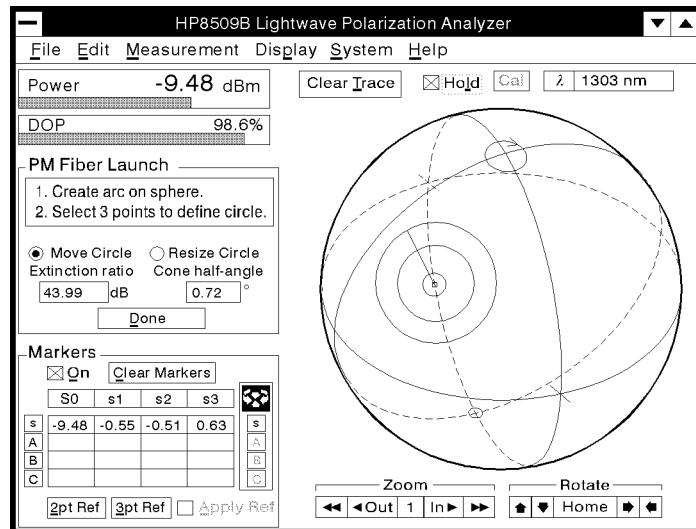 HP8509B Lightwave Polarization Analyzer
File Edit Measurement Display System Help
Power -9.48 dBm
DOP 98.6%
Clear Trace Hold Cal λ 1303 nm
PM Fiber Launch
1. Create arc on sphere.
2. Select 3 points to define circle.
Move Circle Resize Circle
Extinction ratio Cone half-angle
43.99 dB 0.72 °
Done
Markers
On Clear Markers
S0 s1 s2 s3
s -9.48 -0.55 -0.51 0.63 s
A A
B B
C C
2pt Ref 3pt Ref Apply Ref
Zoom
Out 1 In
Rotate
Home